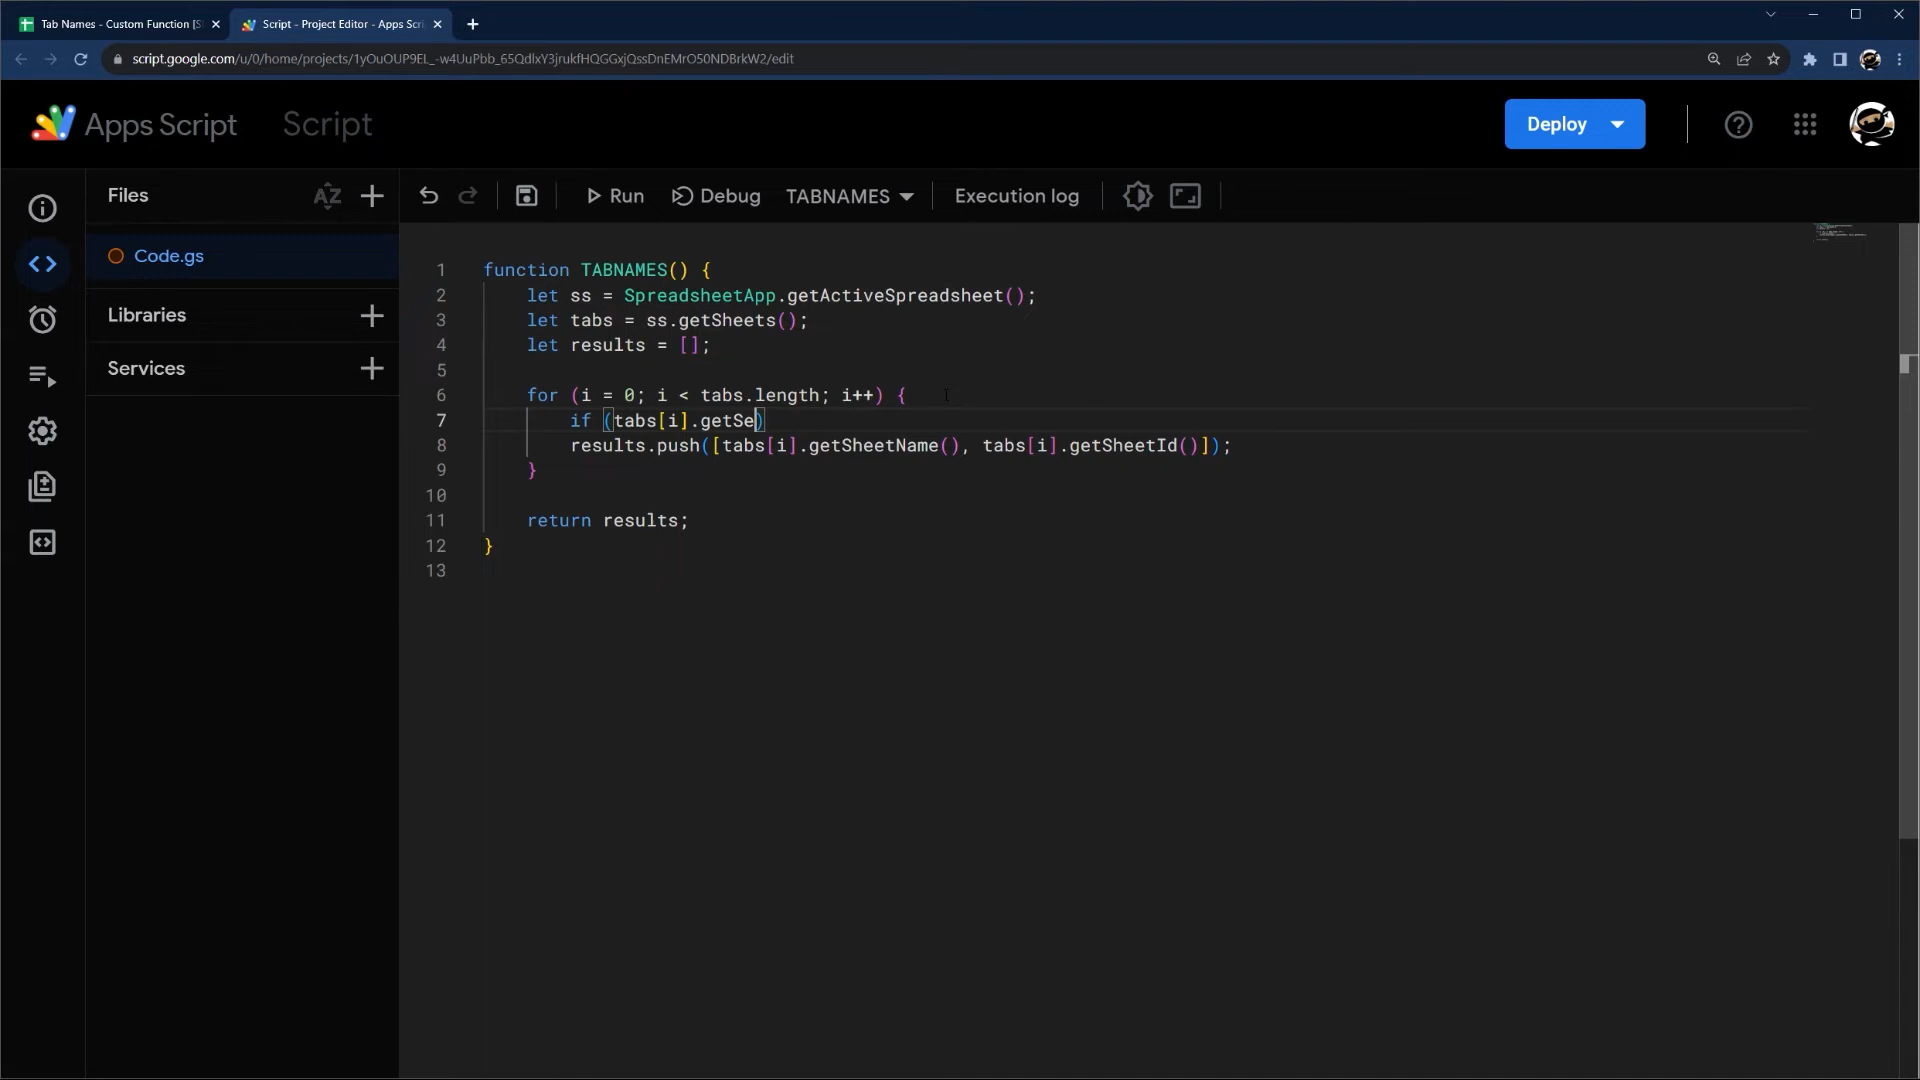 Tab Names - Custom Function [S
Script - Project Editor - Apps Scri
script.google.com/u/0/home/projects/1yOuOUP9EL_-w4UuPbb_65QdlxY3jrukfHQGGxjQssDnEMrO50NDBrkW2/edit
Apps Script Script
Deploy
Files
Run Debug TABNAMES Execution log
Code.gs
Libraries
Services
1 function TABNAMES() {
2 let ss = SpreadsheetApp.getActiveSpreadsheet();
3 let tabs = ss.getSheets();
4 let results = [];
5
6 for (i = 0; i < tabs.length; i++) {
7 if (tabs[i].getSe)
8 results.push([tabs[i].getSheetName(), tabs[i].getSheetId()]);
9 }
10
11 return results;
12 }
13